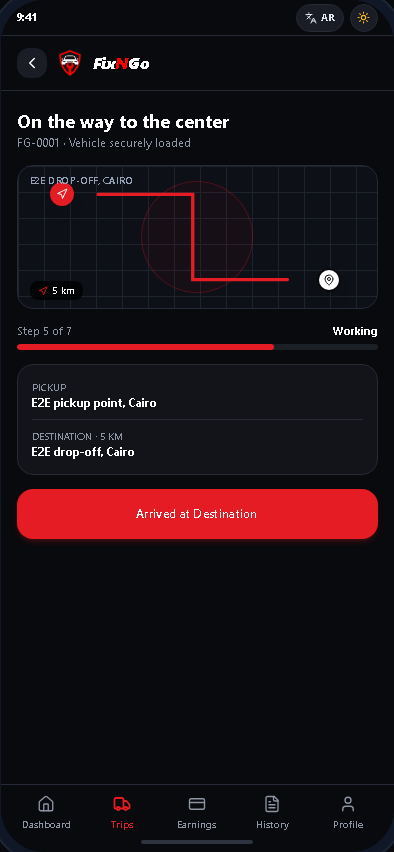 9:41
AR
FixNGo
On the way to the center
FG-0001 · Vehicle securely loaded
E2E DROP-OFF, CAIRO
5 km
Step 5 of 7
Working
PICKUP
E2E pickup point, Cairo
DESTINATION · 5 KM
E2E drop-off, Cairo
Arrived at Destination
Dashboard
Trips
Earnings
History
Profile